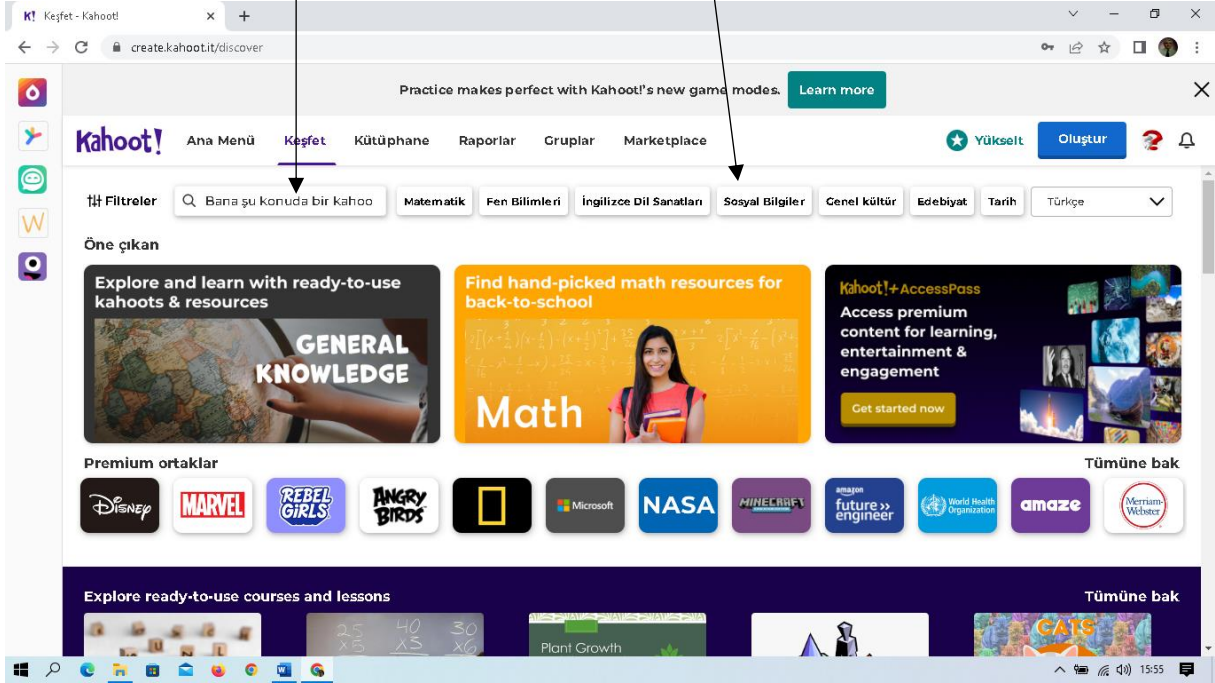 K! Keşfet - Kahoot!
create.kahoot.it/discover
Practice makes perfect with Kahoot!'s new game modes. Learn more
Kahoot! Ana Menü Keşfet Kütüphane Raporlar Gruplar Marketplace Yükselt Oluştur
Filtreler Bana şu konuda bir kahoo Matematik Fen Bilimleri İngilizce Dil Sanatları Sosyal Bilgiler Genel kültür Edebiyat Tarih Türkçe
Öne çıkan
Explore and learn with ready-to-use
kahoots & resources
GENERAL
KNOWLEDGE
Find hand-picked math resources for
back-to-school
Math
Kahoot!+AccessPass
Access premium
content for learning,
entertainment &
engagement
Get started now
Premium ortaklar Tümüne bak
Disney MARVEL REBEL GIRLS ANGRY BIRDS Microsoft NASA MINECRAFT amazon future engineer World Health Organization amaze Merriam-Webster
Explore ready-to-use courses and lessons Tümüne bak
25 40 30
x5 x6
Plant Growth
CATS
15:55